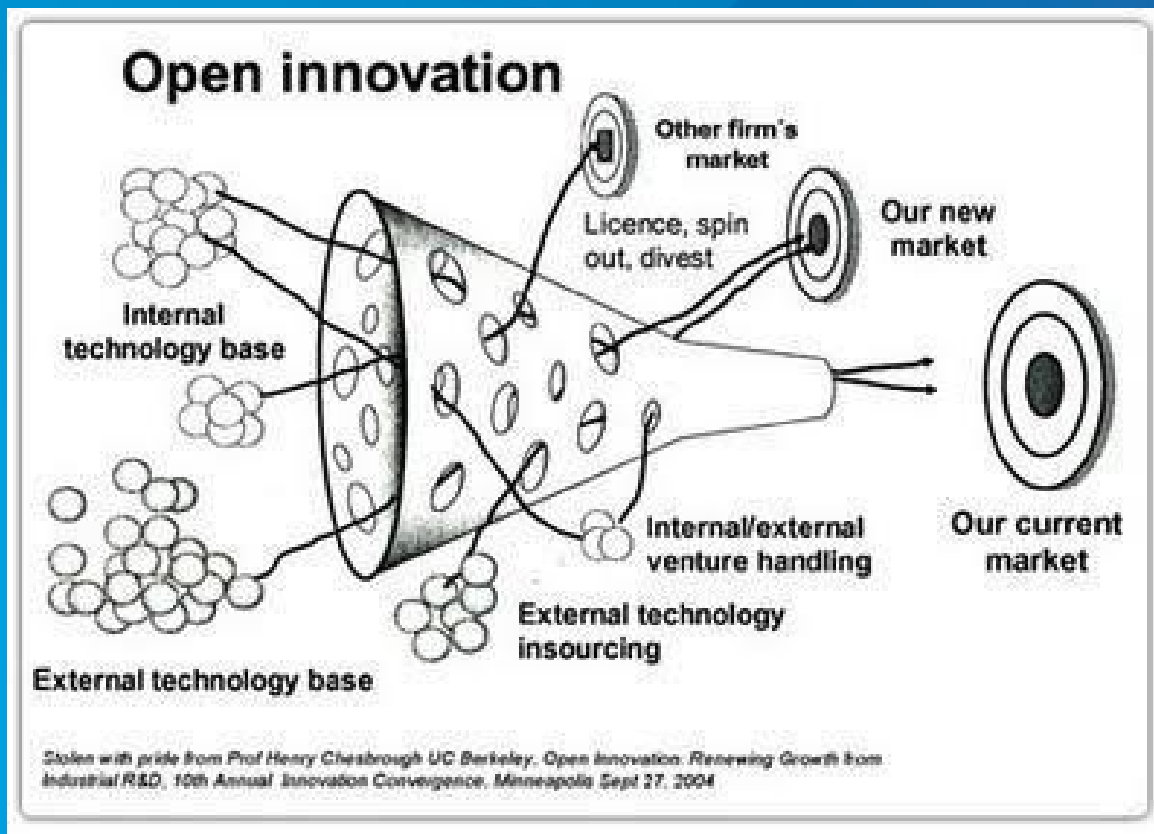 Open innovation
Other firm's
market
Licence, spin
out, divest
Our new
market
Internal
technology base
Our current
market
Internal/external
venture handling
External technology
insourcing
External technology base
Stolen with pride from Prof Henry Chesbrough UC Berkeley, Open Innovation: Renewing Growth from
Industrial R&D, 10th Annual Innovation Convergence, Minneapolis Sept 27, 2004